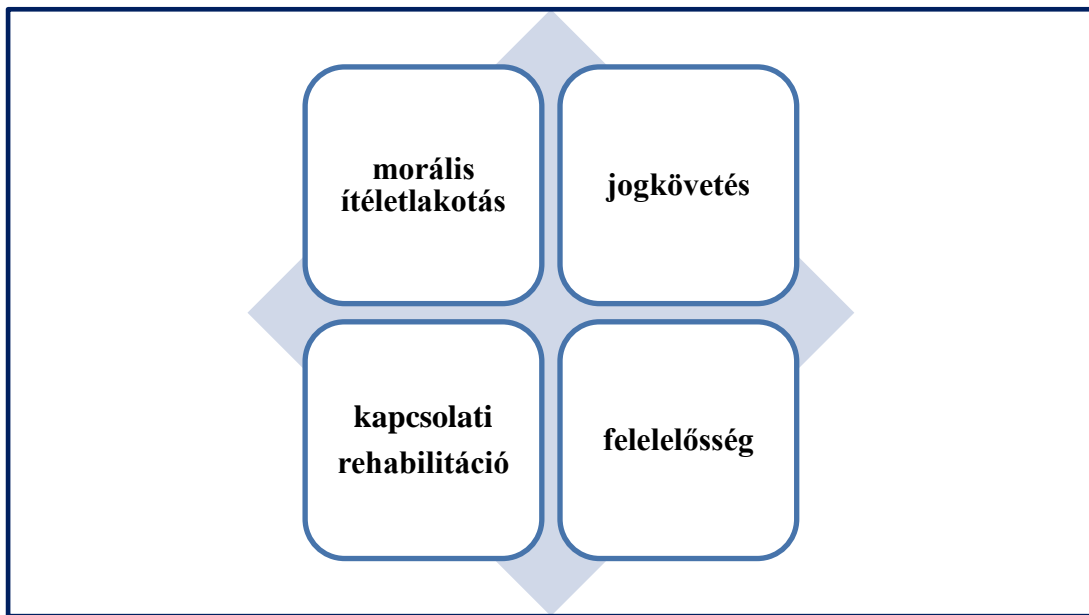 morális
ítéletlakotás
jogkövetés
kapcsolati
rehabilitáció
felelelősség